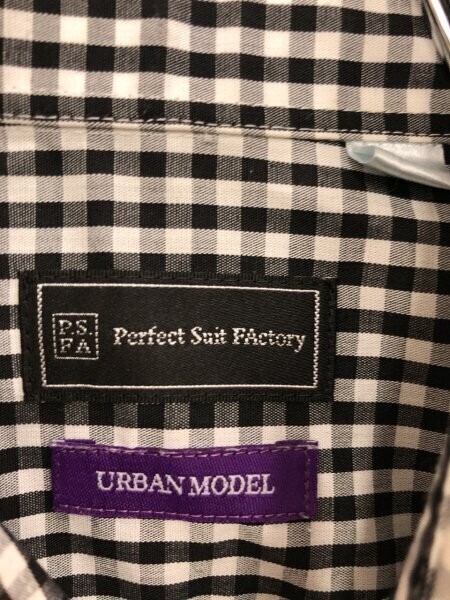 P.S.
FA
Perfect Suit FActory
URBAN MODEL